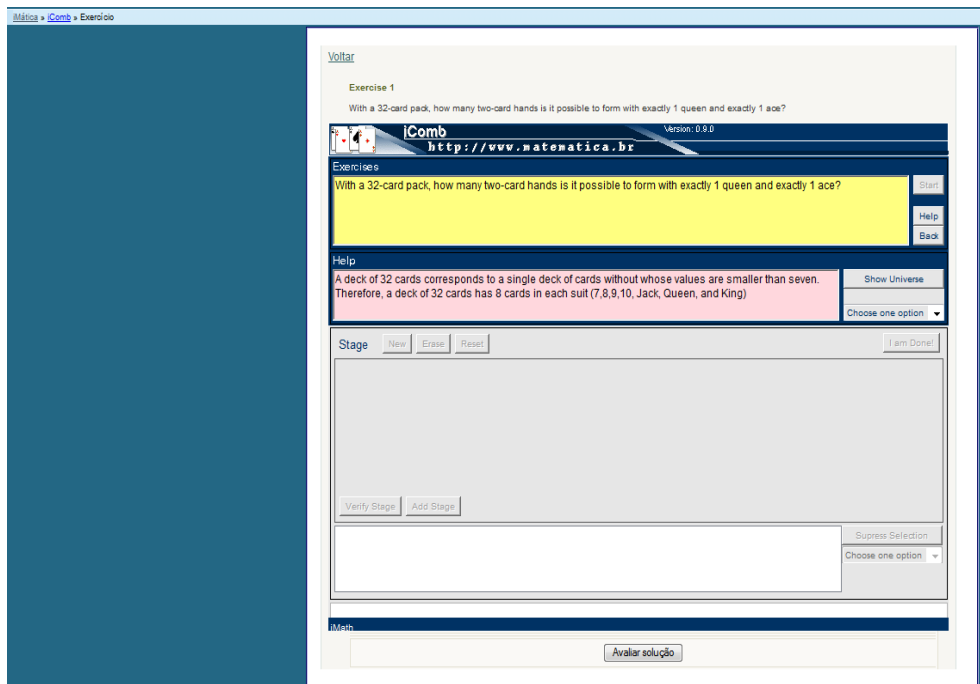 iMática » iComb » Exercício
Voltar
Exercise 1
With a 32-card pack, how many two-card hands is it possible to form with exactly 1 queen and exactly 1 ace?
iComb
Version: 0.9.0
http://www.matematica.br
Exercises
With a 32-card pack, how many two-card hands is it possible to form with exactly 1 queen and exactly 1 ace?
Start
Help
Back
Help
A deck of 32 cards corresponds to a single deck of cards without whose values are smaller than seven.
Therefore, a deck of 32 cards has 8 cards in each suit (7,8,9,10, Jack, Queen, and King)
Show Universe
Choose one option
Stage New Erase Reset
I am Done!
Verify Stage Add Stage
Supress Selection
Choose one option
iMath
Avaliar solução